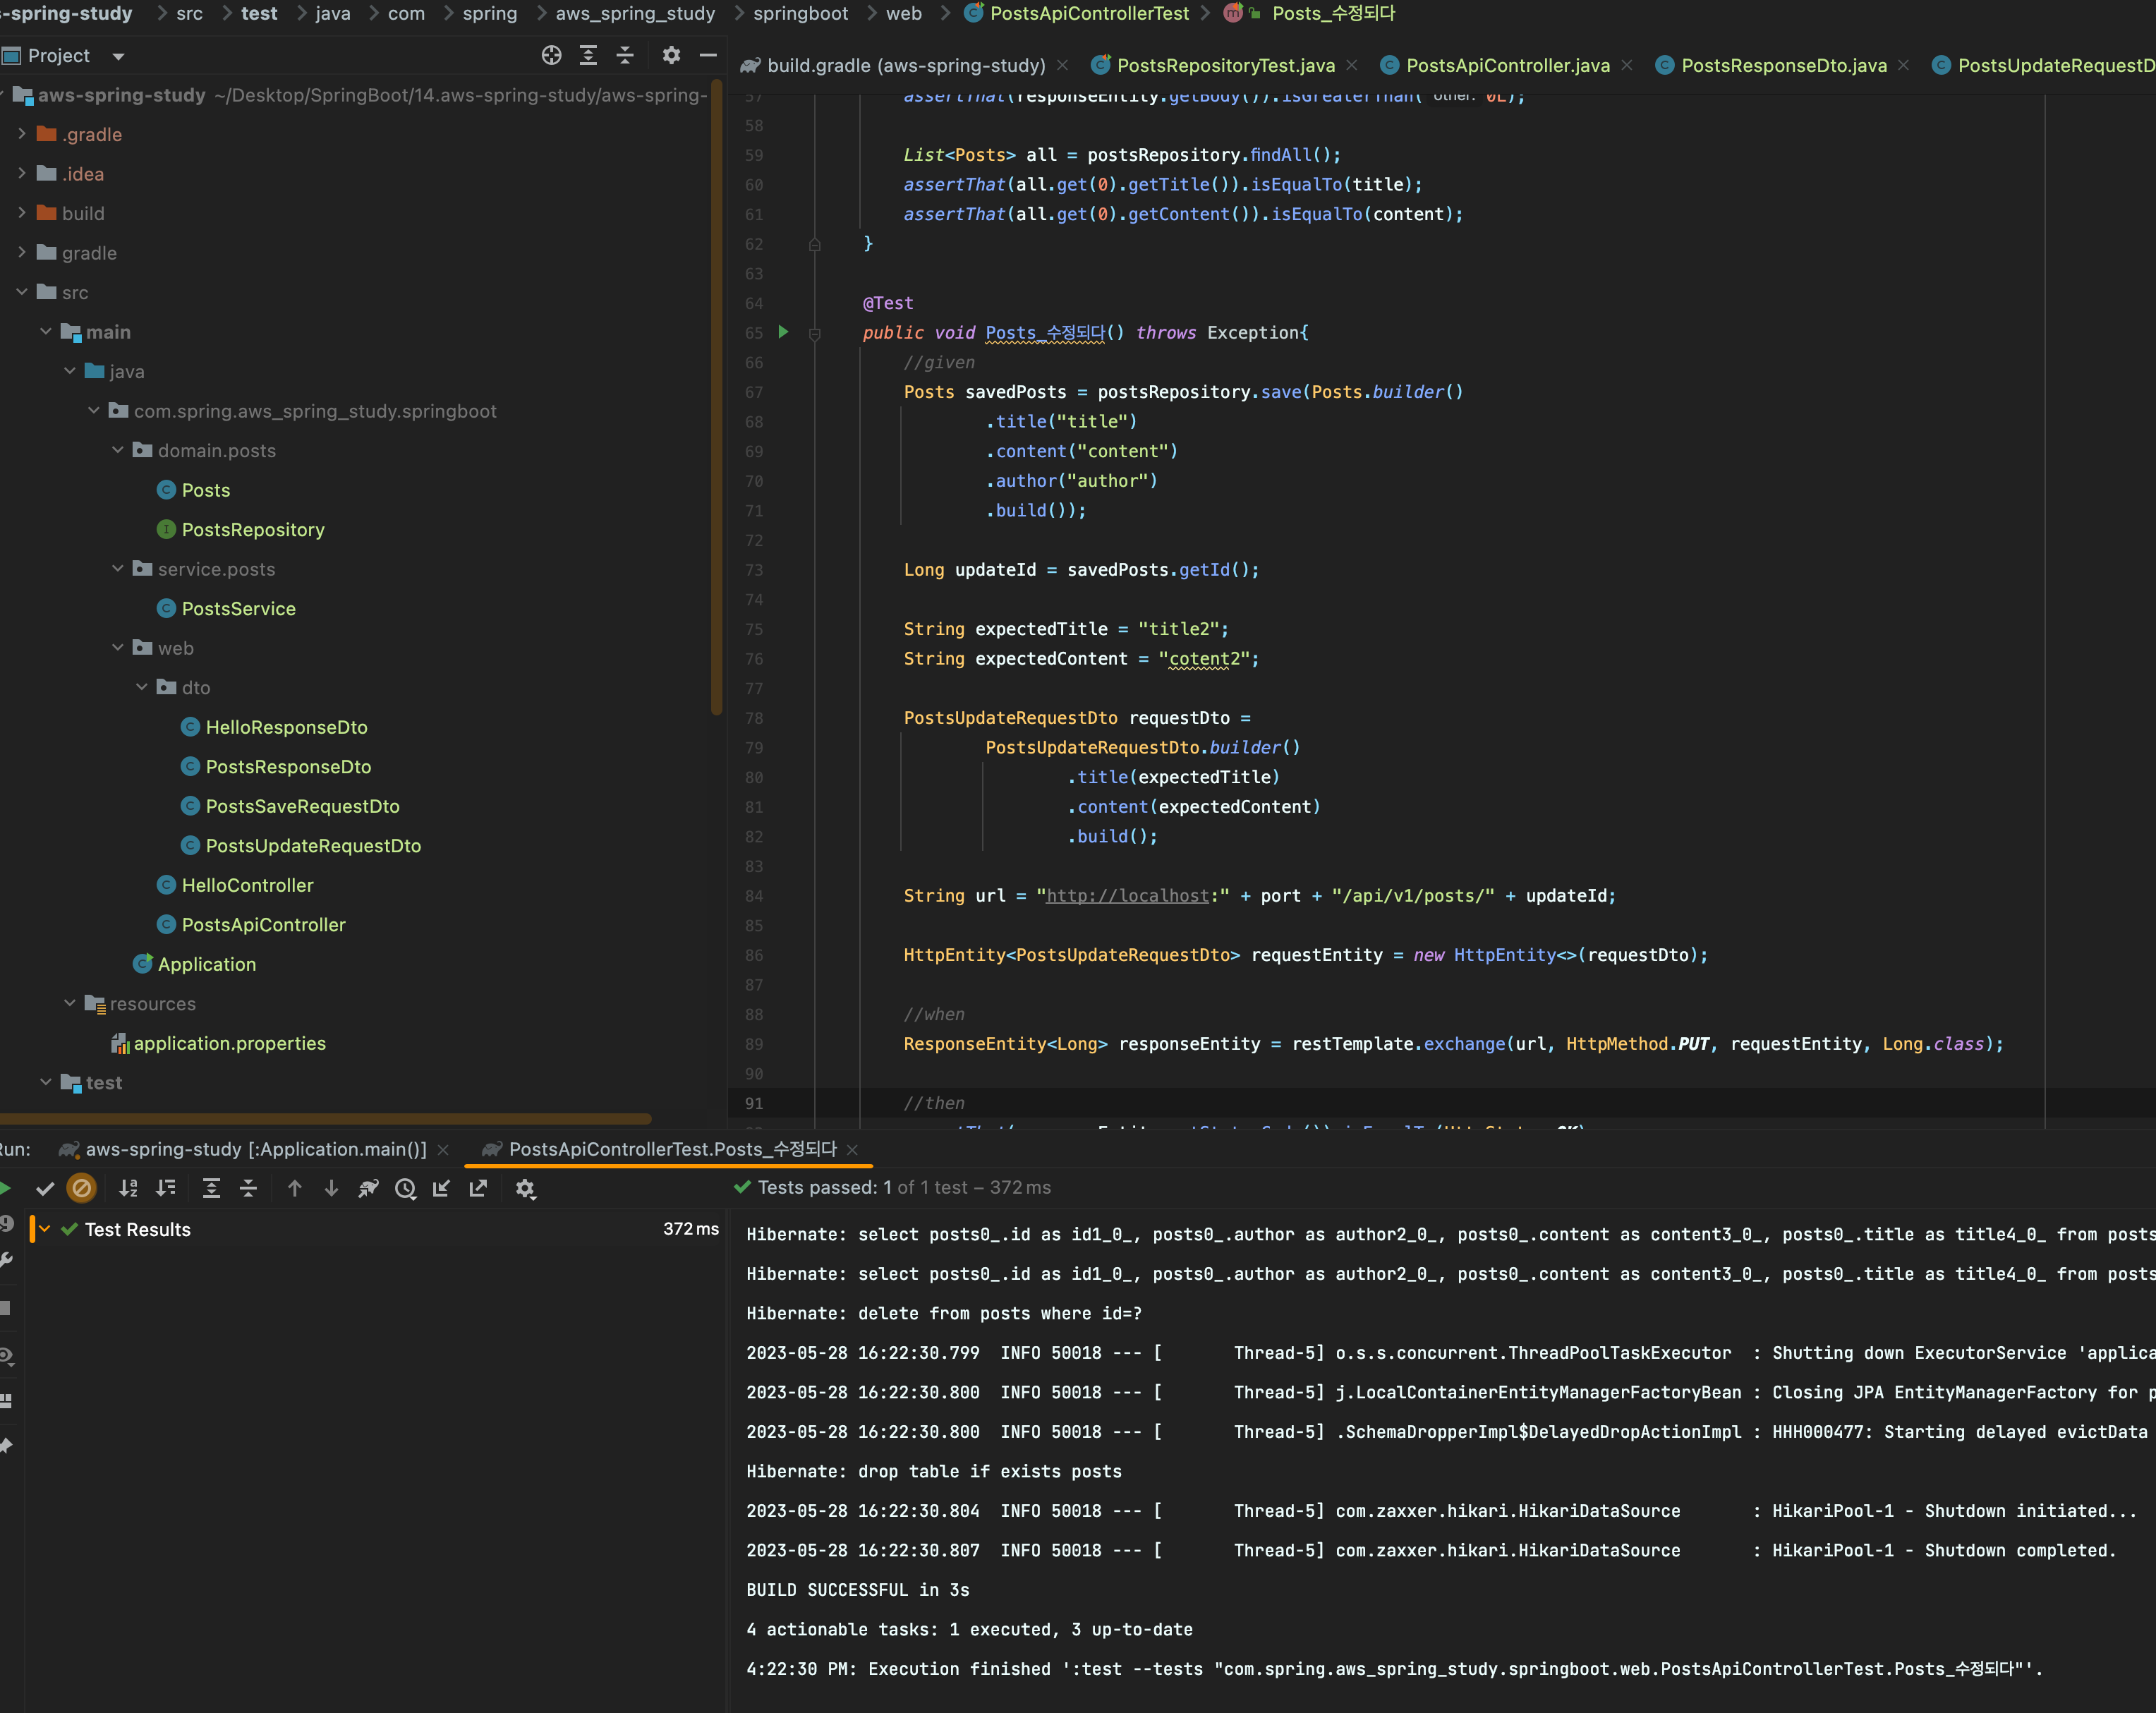 s-spring-study > src > test > java > com > spring > aws_spring_study > springboot > web > PostsApiControllerTest > Posts_수정되다
Project
build.gradle (aws-spring-study) PostsRepositoryTest.java PostsApiController.java PostsResponseDto.java PostsUpdateRequestD
aws-spring-study ~/Desktop/SpringBoot/14.aws-spring-study/aws-spring-
.gradle
.idea
build
gradle
src
main
java
com.spring.aws_spring_study.springboot
domain.posts
Posts
PostsRepository
service.posts
PostsService
web
dto
HelloResponseDto
PostsResponseDto
PostsSaveRequestDto
PostsUpdateRequestDto
HelloController
PostsApiController
Application
resources
application.properties
test
57 assertThat(responseEntity.getBody()).isGreaterThan( other: 0L);
58
59 List<Posts> all = postsRepository.findAll();
60 assertThat(all.get(0).getTitle()).isEqualTo(title);
61 assertThat(all.get(0).getContent()).isEqualTo(content);
62 }
63
64 @Test
65 public void Posts_수정되다() throws Exception{
66 //given
67 Posts savedPosts = postsRepository.save(Posts.builder()
68 .title("title")
69 .content("content")
70 .author("author")
71 .build());
72
73 Long updateId = savedPosts.getId();
74
75 String expectedTitle = "title2";
76 String expectedContent = "cotent2";
77
78 PostsUpdateRequestDto requestDto =
79 PostsUpdateRequestDto.builder()
80 .title(expectedTitle)
81 .content(expectedContent)
82 .build();
83
84 String url = "http://localhost:" + port + "/api/v1/posts/" + updateId;
85
86 HttpEntity<PostsUpdateRequestDto> requestEntity = new HttpEntity<>(requestDto);
87
88 //when
89 ResponseEntity<Long> responseEntity = restTemplate.exchange(url, HttpMethod.PUT, requestEntity, Long.class);
90
91 //then
Run: aws-spring-study [:Application.main()] PostsApiControllerTest.Posts_수정되다
Tests passed: 1 of 1 test – 372 ms
Test Results 372 ms
Hibernate: select posts0_.id as id1_0_, posts0_.author as author2_0_, posts0_.content as content3_0_, posts0_.title as title4_0_ from posts
Hibernate: select posts0_.id as id1_0_, posts0_.author as author2_0_, posts0_.content as content3_0_, posts0_.title as title4_0_ from posts
Hibernate: delete from posts where id=?
2023-05-28 16:22:30.799 INFO 50018 --- [ Thread-5] o.s.s.concurrent.ThreadPoolTaskExecutor : Shutting down ExecutorService 'applica
2023-05-28 16:22:30.800 INFO 50018 --- [ Thread-5] j.LocalContainerEntityManagerFactoryBean : Closing JPA EntityManagerFactory for p
2023-05-28 16:22:30.800 INFO 50018 --- [ Thread-5] .SchemaDropperImpl$DelayedDropActionImpl : HHH000477: Starting delayed evictData
Hibernate: drop table if exists posts
2023-05-28 16:22:30.804 INFO 50018 --- [ Thread-5] com.zaxxer.hikari.HikariDataSource : HikariPool-1 - Shutdown initiated...
2023-05-28 16:22:30.807 INFO 50018 --- [ Thread-5] com.zaxxer.hikari.HikariDataSource : HikariPool-1 - Shutdown completed.
BUILD SUCCESSFUL in 3s
4 actionable tasks: 1 executed, 3 up-to-date
4:22:30 PM: Execution finished ':test --tests "com.spring.aws_spring_study.springboot.web.PostsApiControllerTest.Posts_수정되다"'.